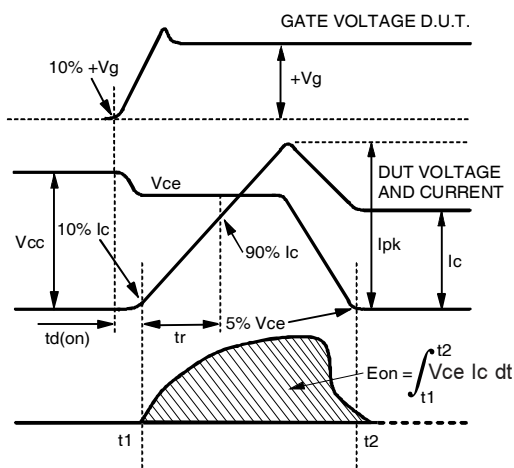 GATE VOLTAGE D.U.T.
10% +Vg
+Vg
Vce
DUT VOLTAGE
AND CURRENT
Vcc
10% Ic
90% Ic
Ipk
Ic
td(on)
tr
5% Vce
Eon = ∫ Vce Ic dt
t2
t1
t1
t2